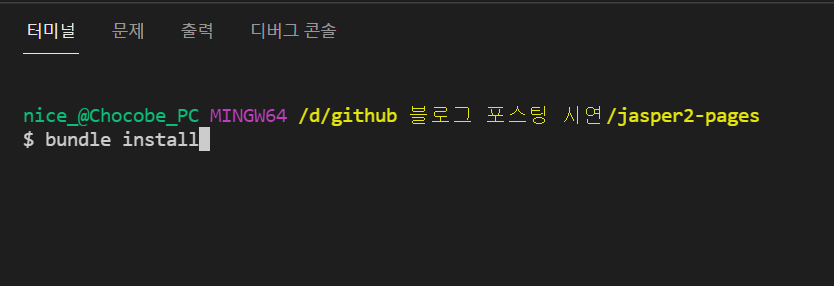 터미널 문제 출력 디버그 콘솔
nice_@Chocobe_PC MINGW64 /d/github 블로그 포스팅 시연/jasper2-pages
$ bundle install